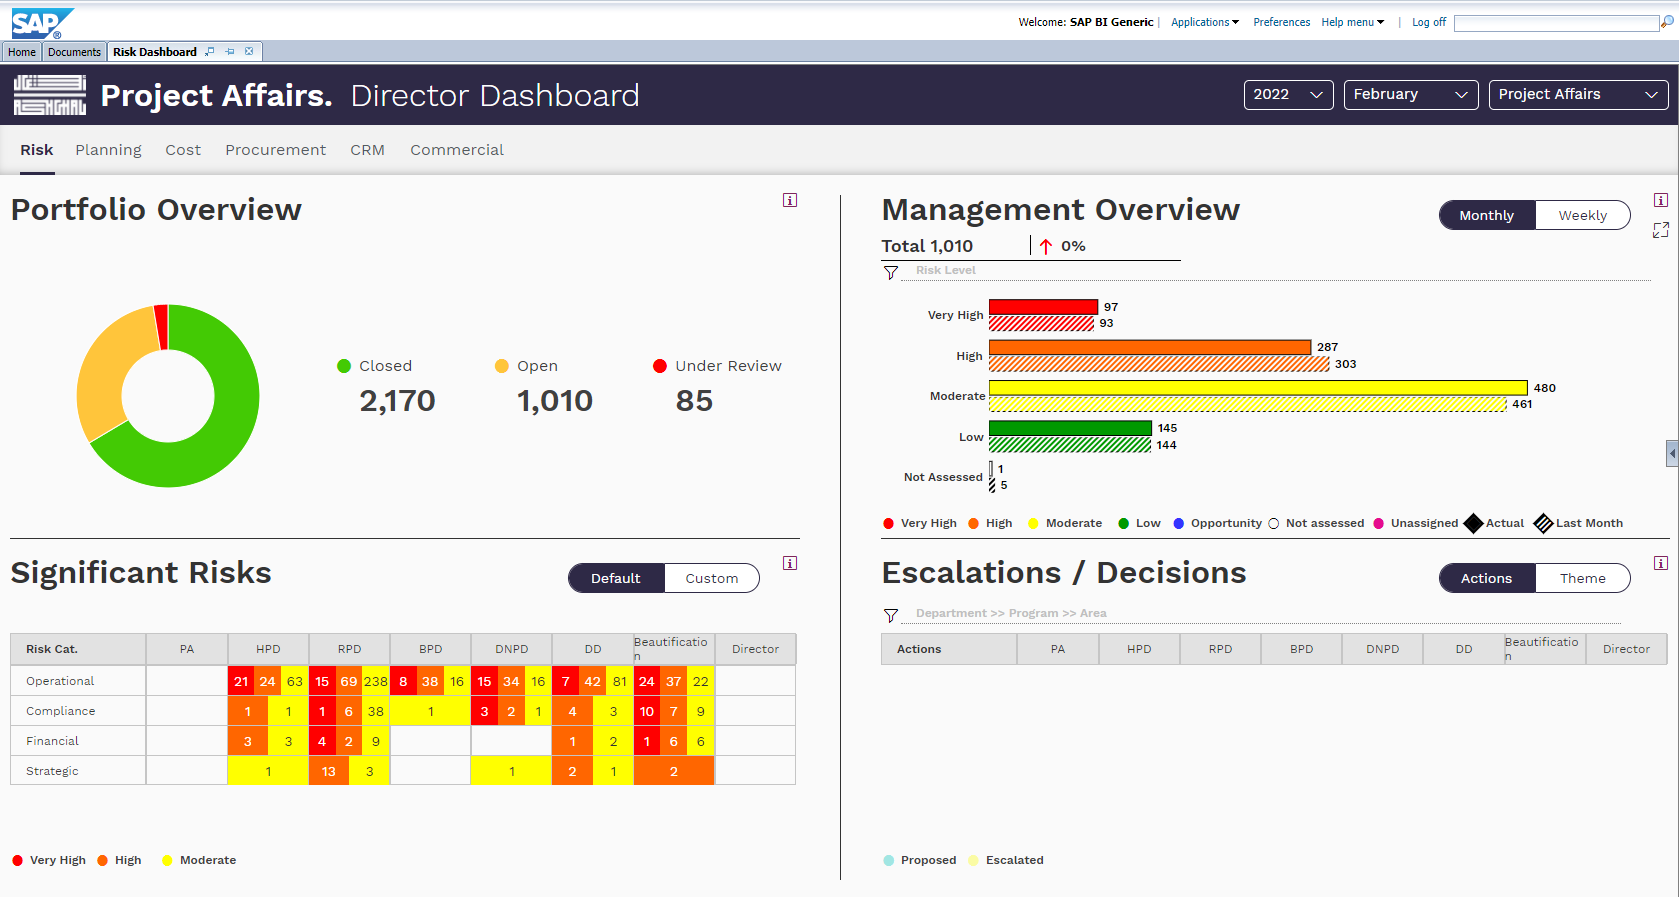 SAP ®
Welcome: SAP BI Generic | Applications Preferences Help menu | Log off
Home Documents Risk Dashboard
Project Affairs. Director Dashboard
2022 February Project Affairs
Risk Planning Cost Procurement CRM Commercial
Portfolio Overview
Closed Open Under Review
2,170 1,010 85
Management Overview
Monthly Weekly
Total 1,010 0%
Risk Level
Very High 97
93
High 287
303
Moderate 480
461
Low 145
144
Not Assessed 1
5
Very High High Moderate Low Opportunity Not assessed Unassigned Actual Last Month
Significant Risks
Default Custom
Risk Cat. PA HPD RPD BPD DNPD DD Beautificatio
n Director
Operational 21 24 63 15 69 238 8 38 16 15 34 16 7 42 81 24 37 22
Compliance 1 1 1 6 38 1 3 2 1 4 3 10 7 9
Financial 3 3 4 2 9 1 2 1 6 6
Strategic 1 13 3 1 2 1 2
Very High High Moderate
Escalations / Decisions
Actions Theme
Department >> Program >> Area
Actions PA HPD RPD BPD DNPD DD Beautificatio
n Director
Proposed Escalated